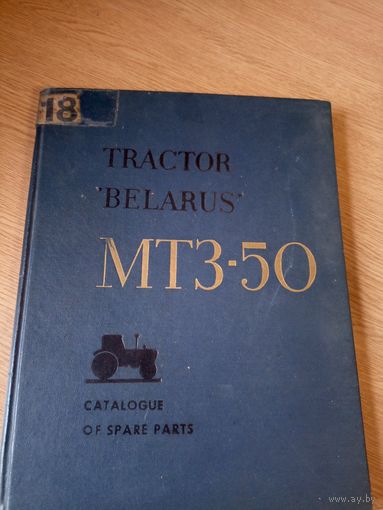 18
TRACTOR
"BELARUS"
МТЗ-50
CATALOGUE
OF SPARE PARTS
www.ay.by